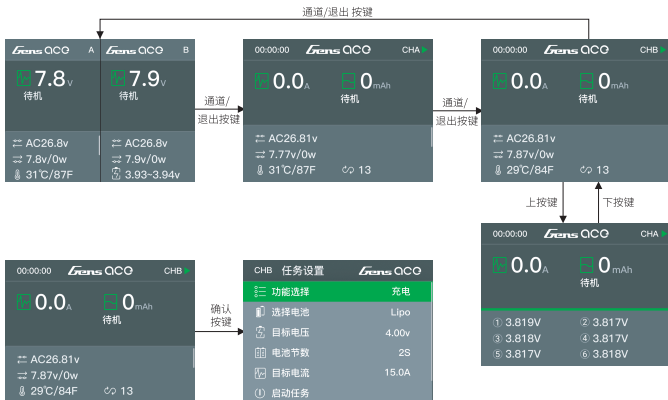 通道/退出 按键
Gens ace A
Gens ace B
7.8v
待机
7.9v
待机
AC26.8v
7.8v/0w
31℃/87F
AC26.8v
7.9v/0w
3.93~3.94v
通道/
退出按键
00:00:00 Gens ace CHA
0.0A
0mAh
待机
AC26.81v
7.77v/0w
31℃/87F 13
通道/
退出按键
00:00:00 Gens ace CHB
0.0A
0mAh
待机
AC26.81v
7.87v/0w
29℃/84F 13
上按键
下按键
00:00:00 Gens ace CHA
0.0A
0mAh
待机
① 3.819V ② 3.817V
③ 3.818V ④ 3.817V
⑤ 3.817V ⑥ 3.818V
00:00:00 Gens ace CHB
0.0A
0mAh
待机
AC26.81v
7.87v/0w
29℃/84F 13
确认
按键
CHB 任务设置 Gens ace
功能选择 充电
选择电池 Lipo
目标电压 4.00v
电池节数 2S
目标电流 15.0A
启动任务